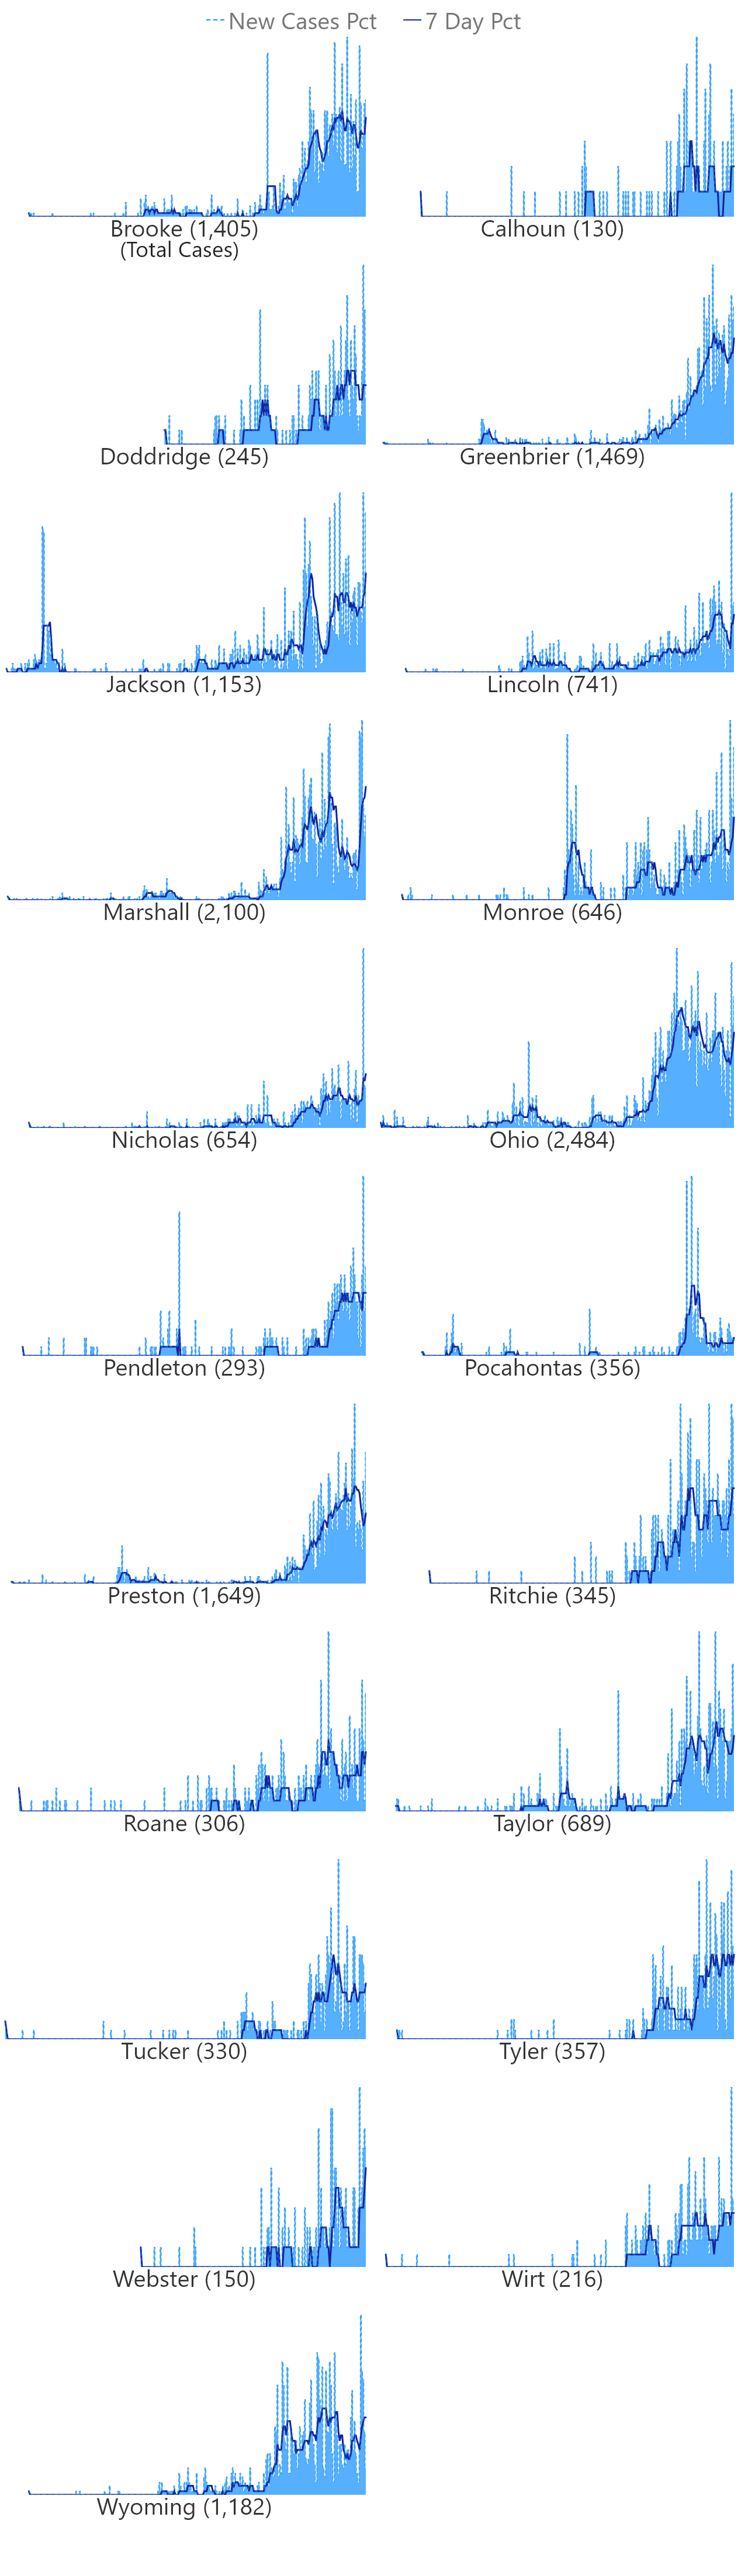 New Cases Pct 7 Day Pct
Brooke (1,405) Calhoun (130)
(Total Cases)
Doddridge (245) Greenbrier (1,469)
Jackson (1,153) Lincoln (741)
Marshall (2,100) Monroe (646)
Nicholas (654) Ohio (2,484)
Pendleton (293) Pocahontas (356)
Preston (1,649) Ritchie (345)
Roane (306) Taylor (689)
Tucker (330) Tyler (357)
Webster (150) Wirt (216)
Wyoming (1,182)